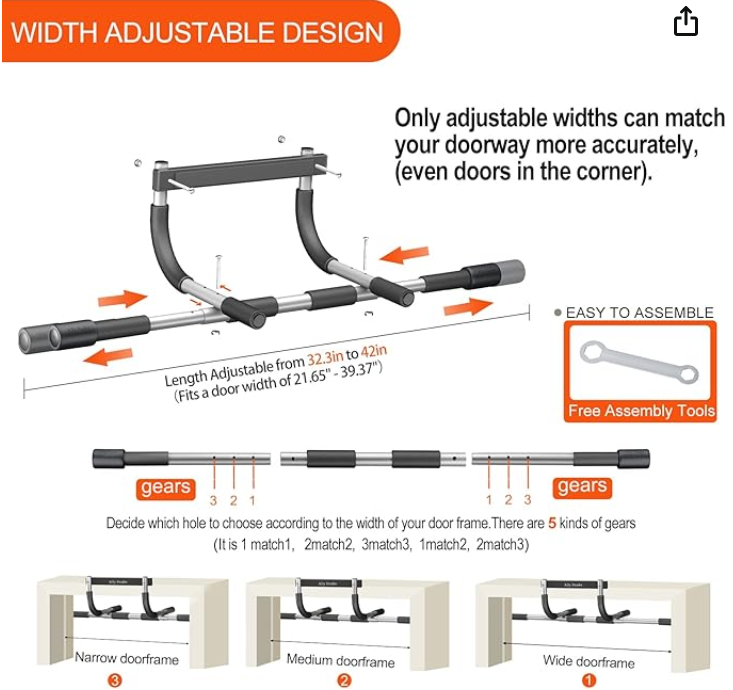 WIDTH ADJUSTABLE DESIGN
Only adjustable widths can match
your doorway more accurately,
(even doors in the corner).
Length Adjustable from 32.3in to 42in
(Fits a door width of 21.65" - 39.37")
EASY TO ASSEMBLE
Free Assembly Tools
gears
3 2 1
1 2 3
gears
Decide which hole to choose according to the width of your door frame.There are 5 kinds of gears
(It is 1 match1, 2match2, 3match3, 1match2, 2match3)
Narrow doorframe
3
Medium doorframe
2
Wide doorframe
1